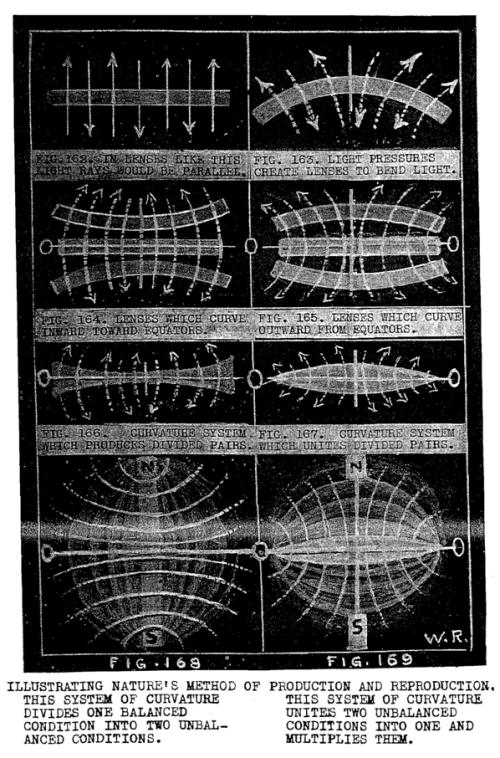 FIG. 162. IN LENSES LIKE THIS
LIGHT RAYS WOULD BE PARALLEL.
FIG. 163. LIGHT PRESSURES
CREATE LENSES TO BEND LIGHT.
FIG. 164. LENSES WHICH CURVE
INWARD TOWARD EQUATORS.
FIG. 165. LENSES WHICH CURVE
OUTWARD FROM EQUATORS.
FIG. 166. CURVATURE SYSTEM
WHICH PRODUCES DIVIDED PAIRS.
FIG. 167. CURVATURE SYSTEM
WHICH UNITES DIVIDED PAIRS.
N
N
S
S
W.R.
FIG. 168
FIG. 169
ILLUSTRATING NATURE'S METHOD OF PRODUCTION AND REPRODUCTION.
THIS SYSTEM OF CURVATURE
DIVIDES ONE BALANCED
CONDITION INTO TWO UNBAL-
ANCED CONDITIONS.
THIS SYSTEM OF CURVATURE
UNITES TWO UNBALANCED
CONDITIONS INTO ONE AND
MULTIPLIES THEM.